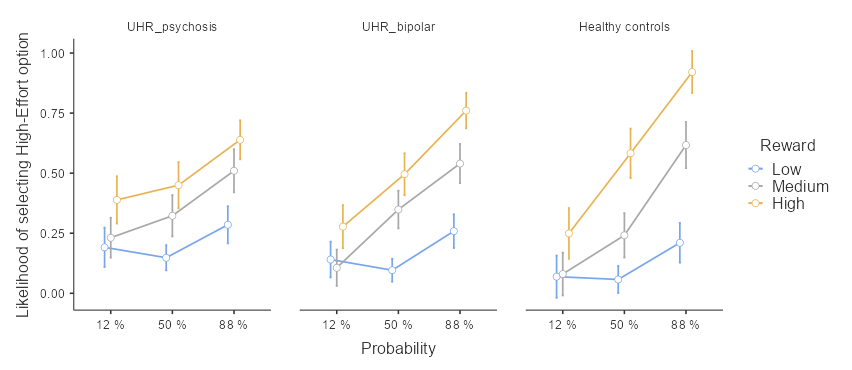 UHR_psychosis UHR_bipolar Healthy controls
Likelihood of selecting High-Effort option
1.00
0.75
0.50
0.25
0.00
12 % 50 % 88 % 12 % 50 % 88 % 12 % 50 % 88 %
Probability
Reward
Low
Medium
High